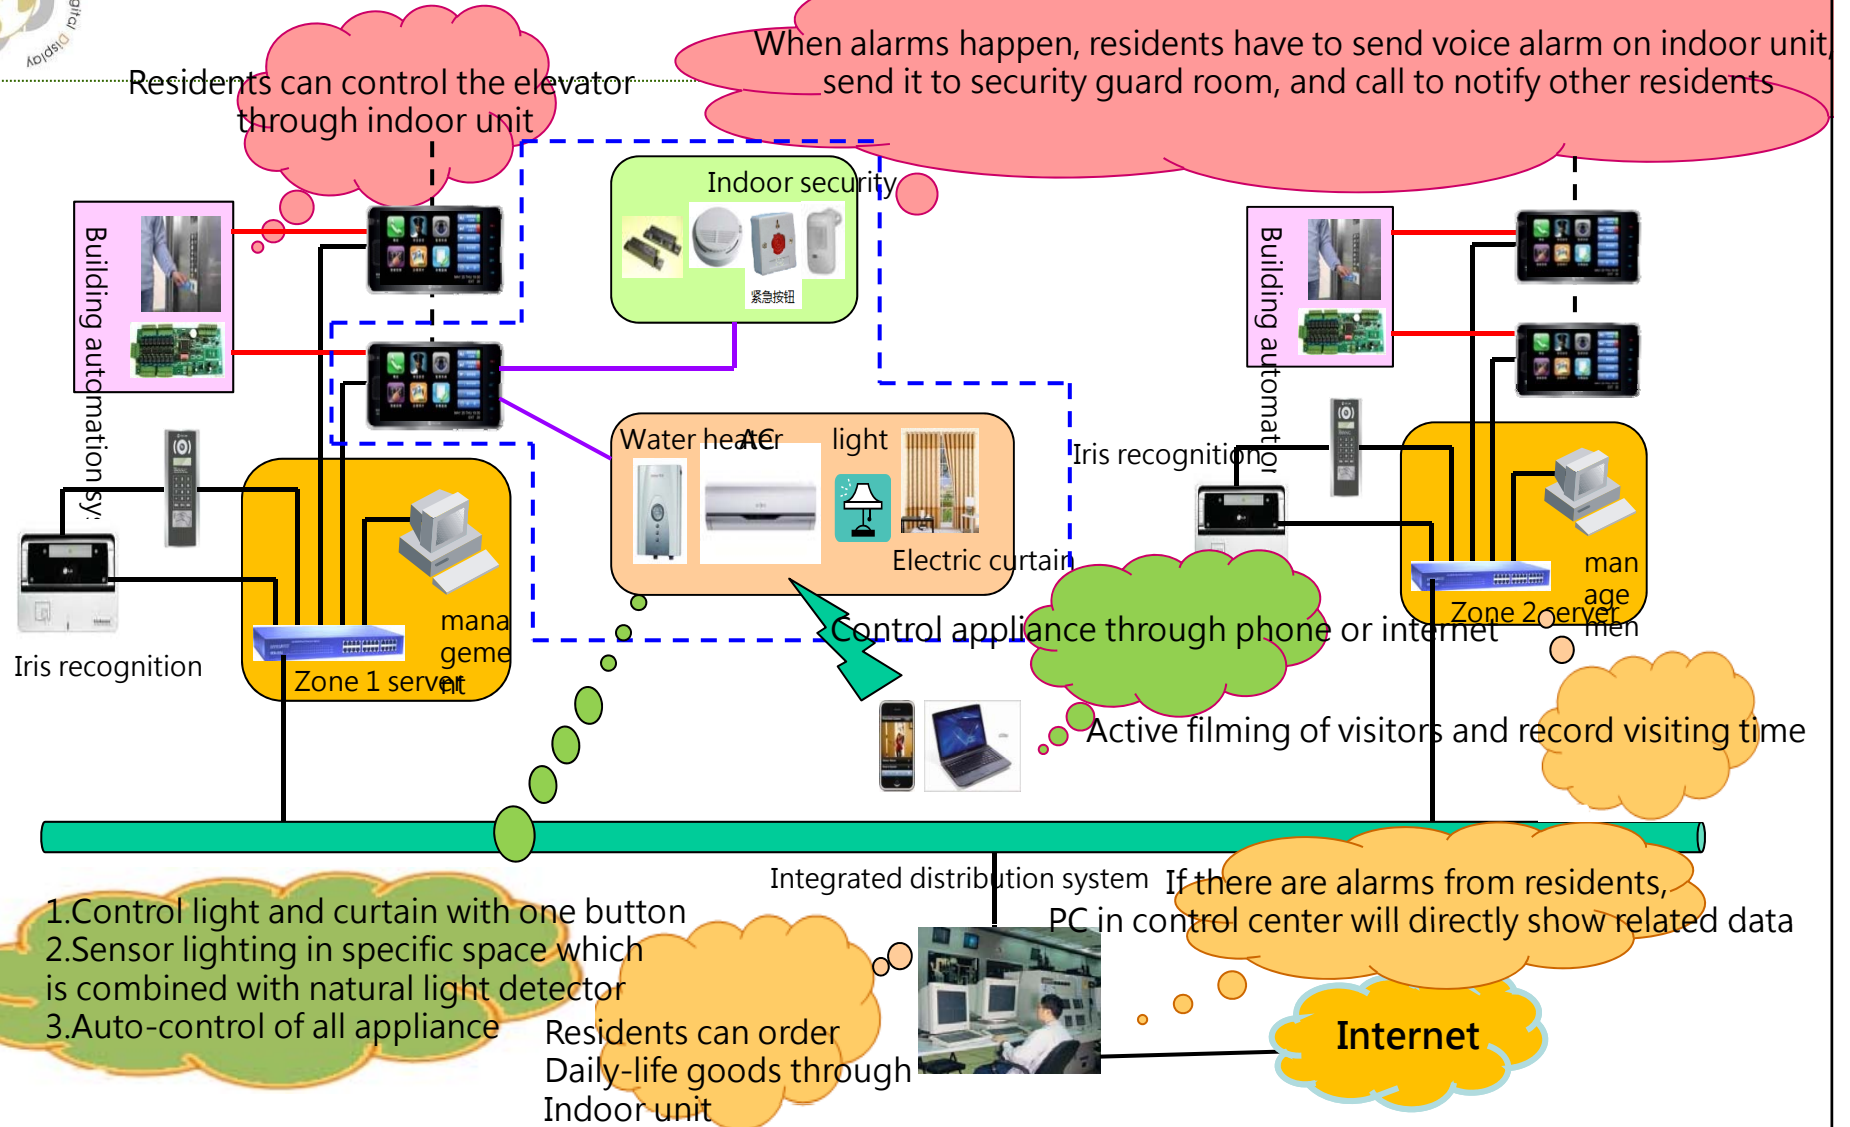 Display
Residents can control the elevator
through indoor unit
When alarms happen, residents have to send voice alarm on indoor unit,
send it to security guard room, and call to notify other residents
Indoor security
紧急按钮
Building automation sys
Building automation
Water heater
AC
light
Electric curtain
Iris recognition
Iris recognition
mana
geme
nt
Zone 1 server
man
age
men
Zone 2 server
Control appliance through phone or internet
Active filming of visitors and record visiting time
Integrated distribution system
If there are alarms from residents,
PC in control center will directly show related data
1.Control light and curtain with one button
2.Sensor lighting in specific space which
is combined with natural light detector
3.Auto-control of all appliance
Residents can order
Daily-life goods through
Indoor unit
Internet